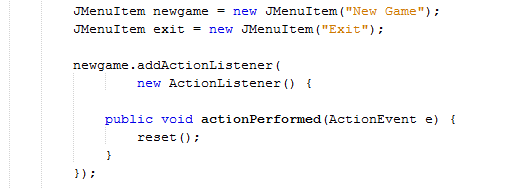 JMenuItem newgame = new JMenuItem("New Game");
JMenuItem exit = new JMenuItem("Exit");
newgame.addActionListener(
new ActionListener() {
public void actionPerformed(ActionEvent e) {
reset();
}
});